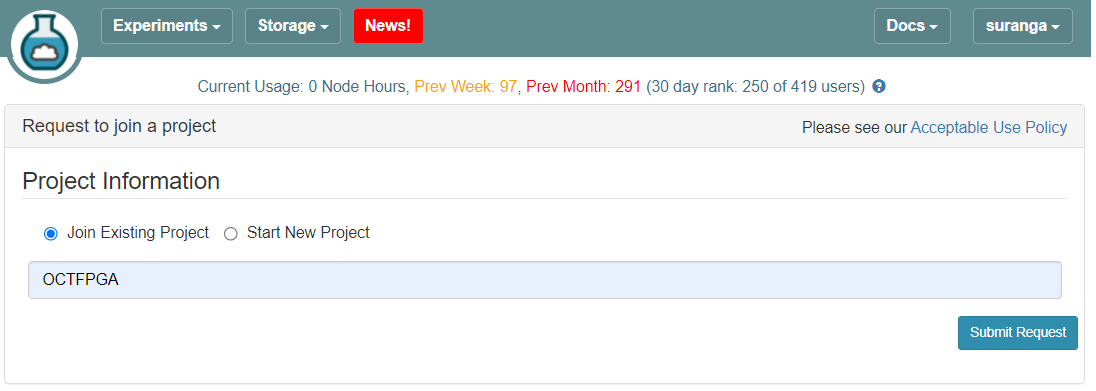 Experiments Storage News! Docs suranga
Current Usage: 0 Node Hours, Prev Week: 97, Prev Month: 291 (30 day rank: 250 of 419 users)
Request to join a project Please see our Acceptable Use Policy
Project Information
Join Existing Project Start New Project
OCTFPGA
Submit Request